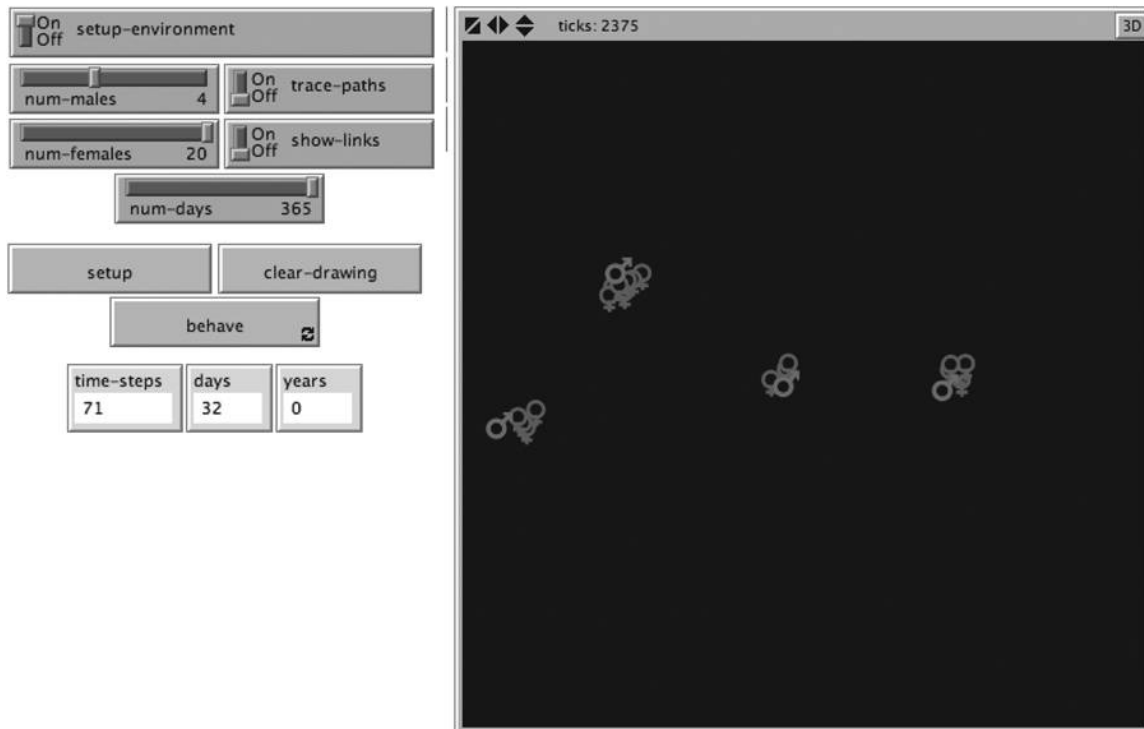 On
Off
setup-environment
num-males 4
On
Off
trace-paths
num-females 20
On
Off
show-links
num-days 365
setup
clear-drawing
behave
time-steps
71
days
32
years
0
ticks: 2375
3D